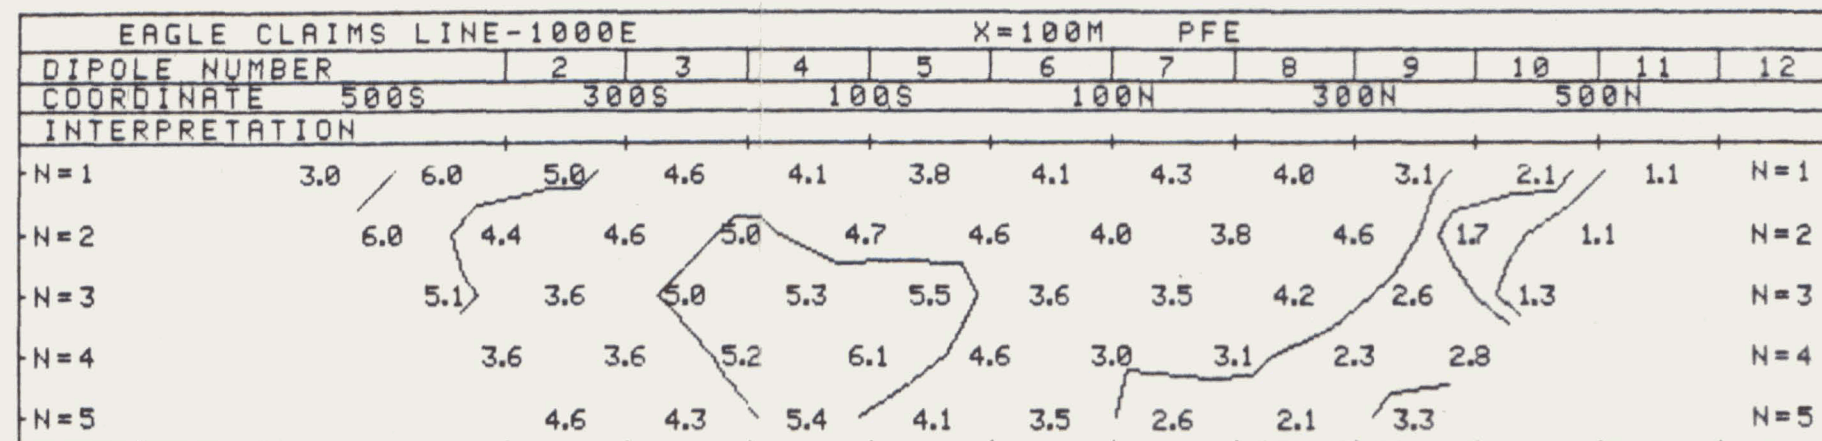 EAGLE CLAIMS LINE-1000E X=100M PFE
DIPOLE NUMBER 2 3 4 5 6 7 8 9 10 11 12
COORDINATE 500S 300S 100S 100N 300N 500N
INTERPRETATION
N=1 3.0 6.0 5.0 4.6 4.1 3.8 4.1 4.3 4.0 3.1 2.1 1.1 N=1
N=2 6.0 4.4 4.6 5.0 4.7 4.6 4.0 3.8 4.6 1.7 1.1 N=2
N=3 5.1 3.6 5.0 5.3 5.5 3.6 3.5 4.2 2.6 1.3 N=3
N=4 3.6 3.6 5.2 6.1 4.6 3.0 3.1 2.3 2.8 N=4
N=5 4.6 4.3 5.4 4.1 3.5 2.6 2.1 3.3 N=5